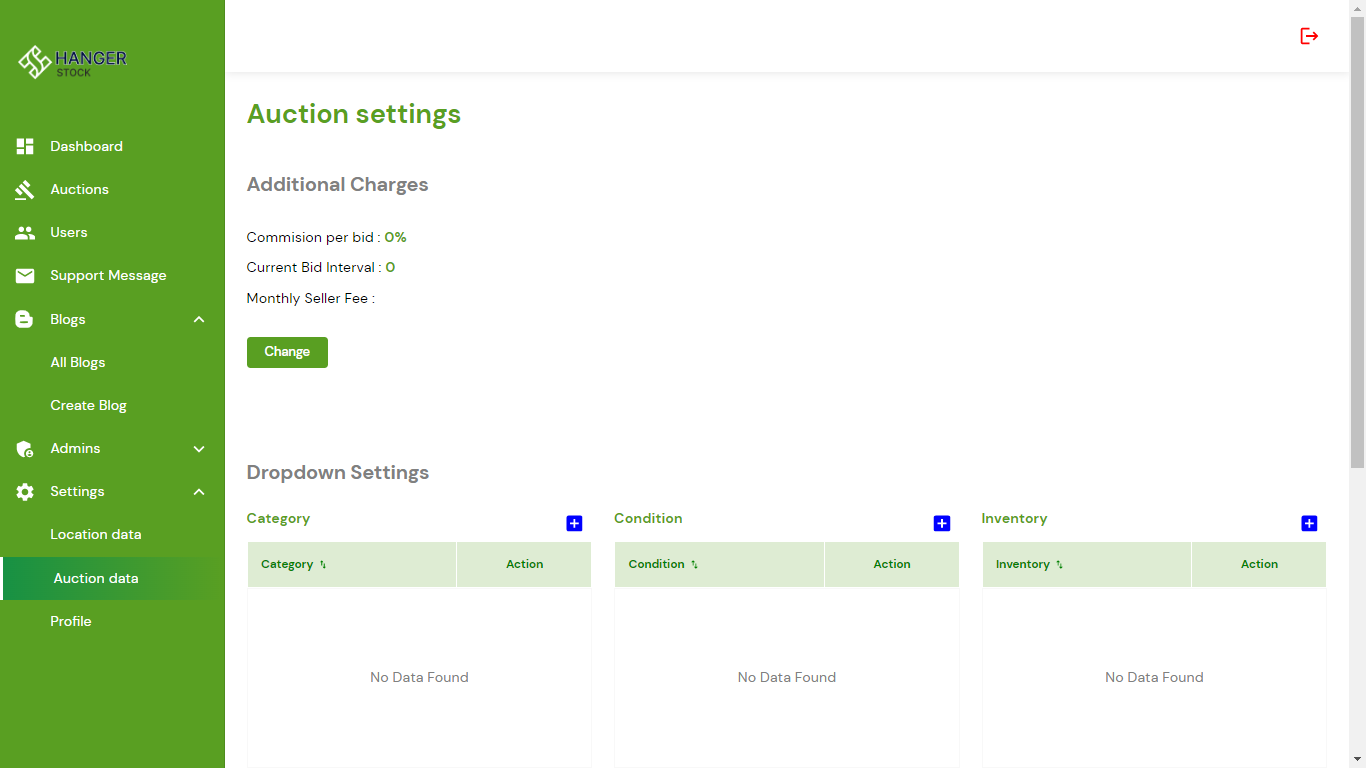 HANGER
STOCK
Dashboard
Auctions
Users
Support Message
Blogs
All Blogs
Create Blog
Admins
Settings
Location data
Auction data
Profile
Auction settings
Additional Charges
Commision per bid : 0%
Current Bid Interval : 0
Monthly Seller Fee :
Change
Dropdown Settings
Category
Category Action
No Data Found
Condition
Condition Action
No Data Found
Inventory
Inventory Action
No Data Found